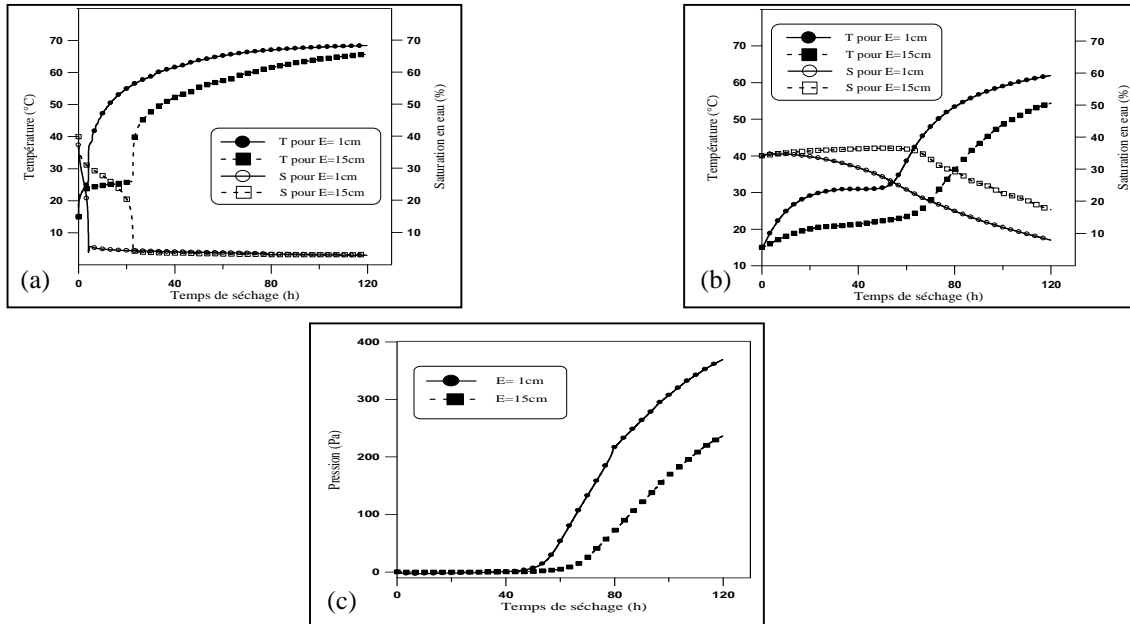 70
60
50
40
30
20
10
Température (°C)
70
60
50
40
30
20
10
Saturation en eau (%)
T pour E= 1cm
T pour E=15cm
S pour E=1cm
S pour E=15cm
0 40 80 120
Temps de séchage (h)
(a)
T pour E= 1cm
T pour E=15cm
S pour E=1cm
S pour E=15cm
70
60
50
40
30
20
10
Température (°C)
70
60
50
40
30
20
10
Saturation en eau (%)
0 40 80 120
Temps de séchage (h)
(b)
400
300
200
100
0
Pression (Pa)
E= 1cm
E=15cm
0 40 80 120
Temps de séchage (h)
(c)